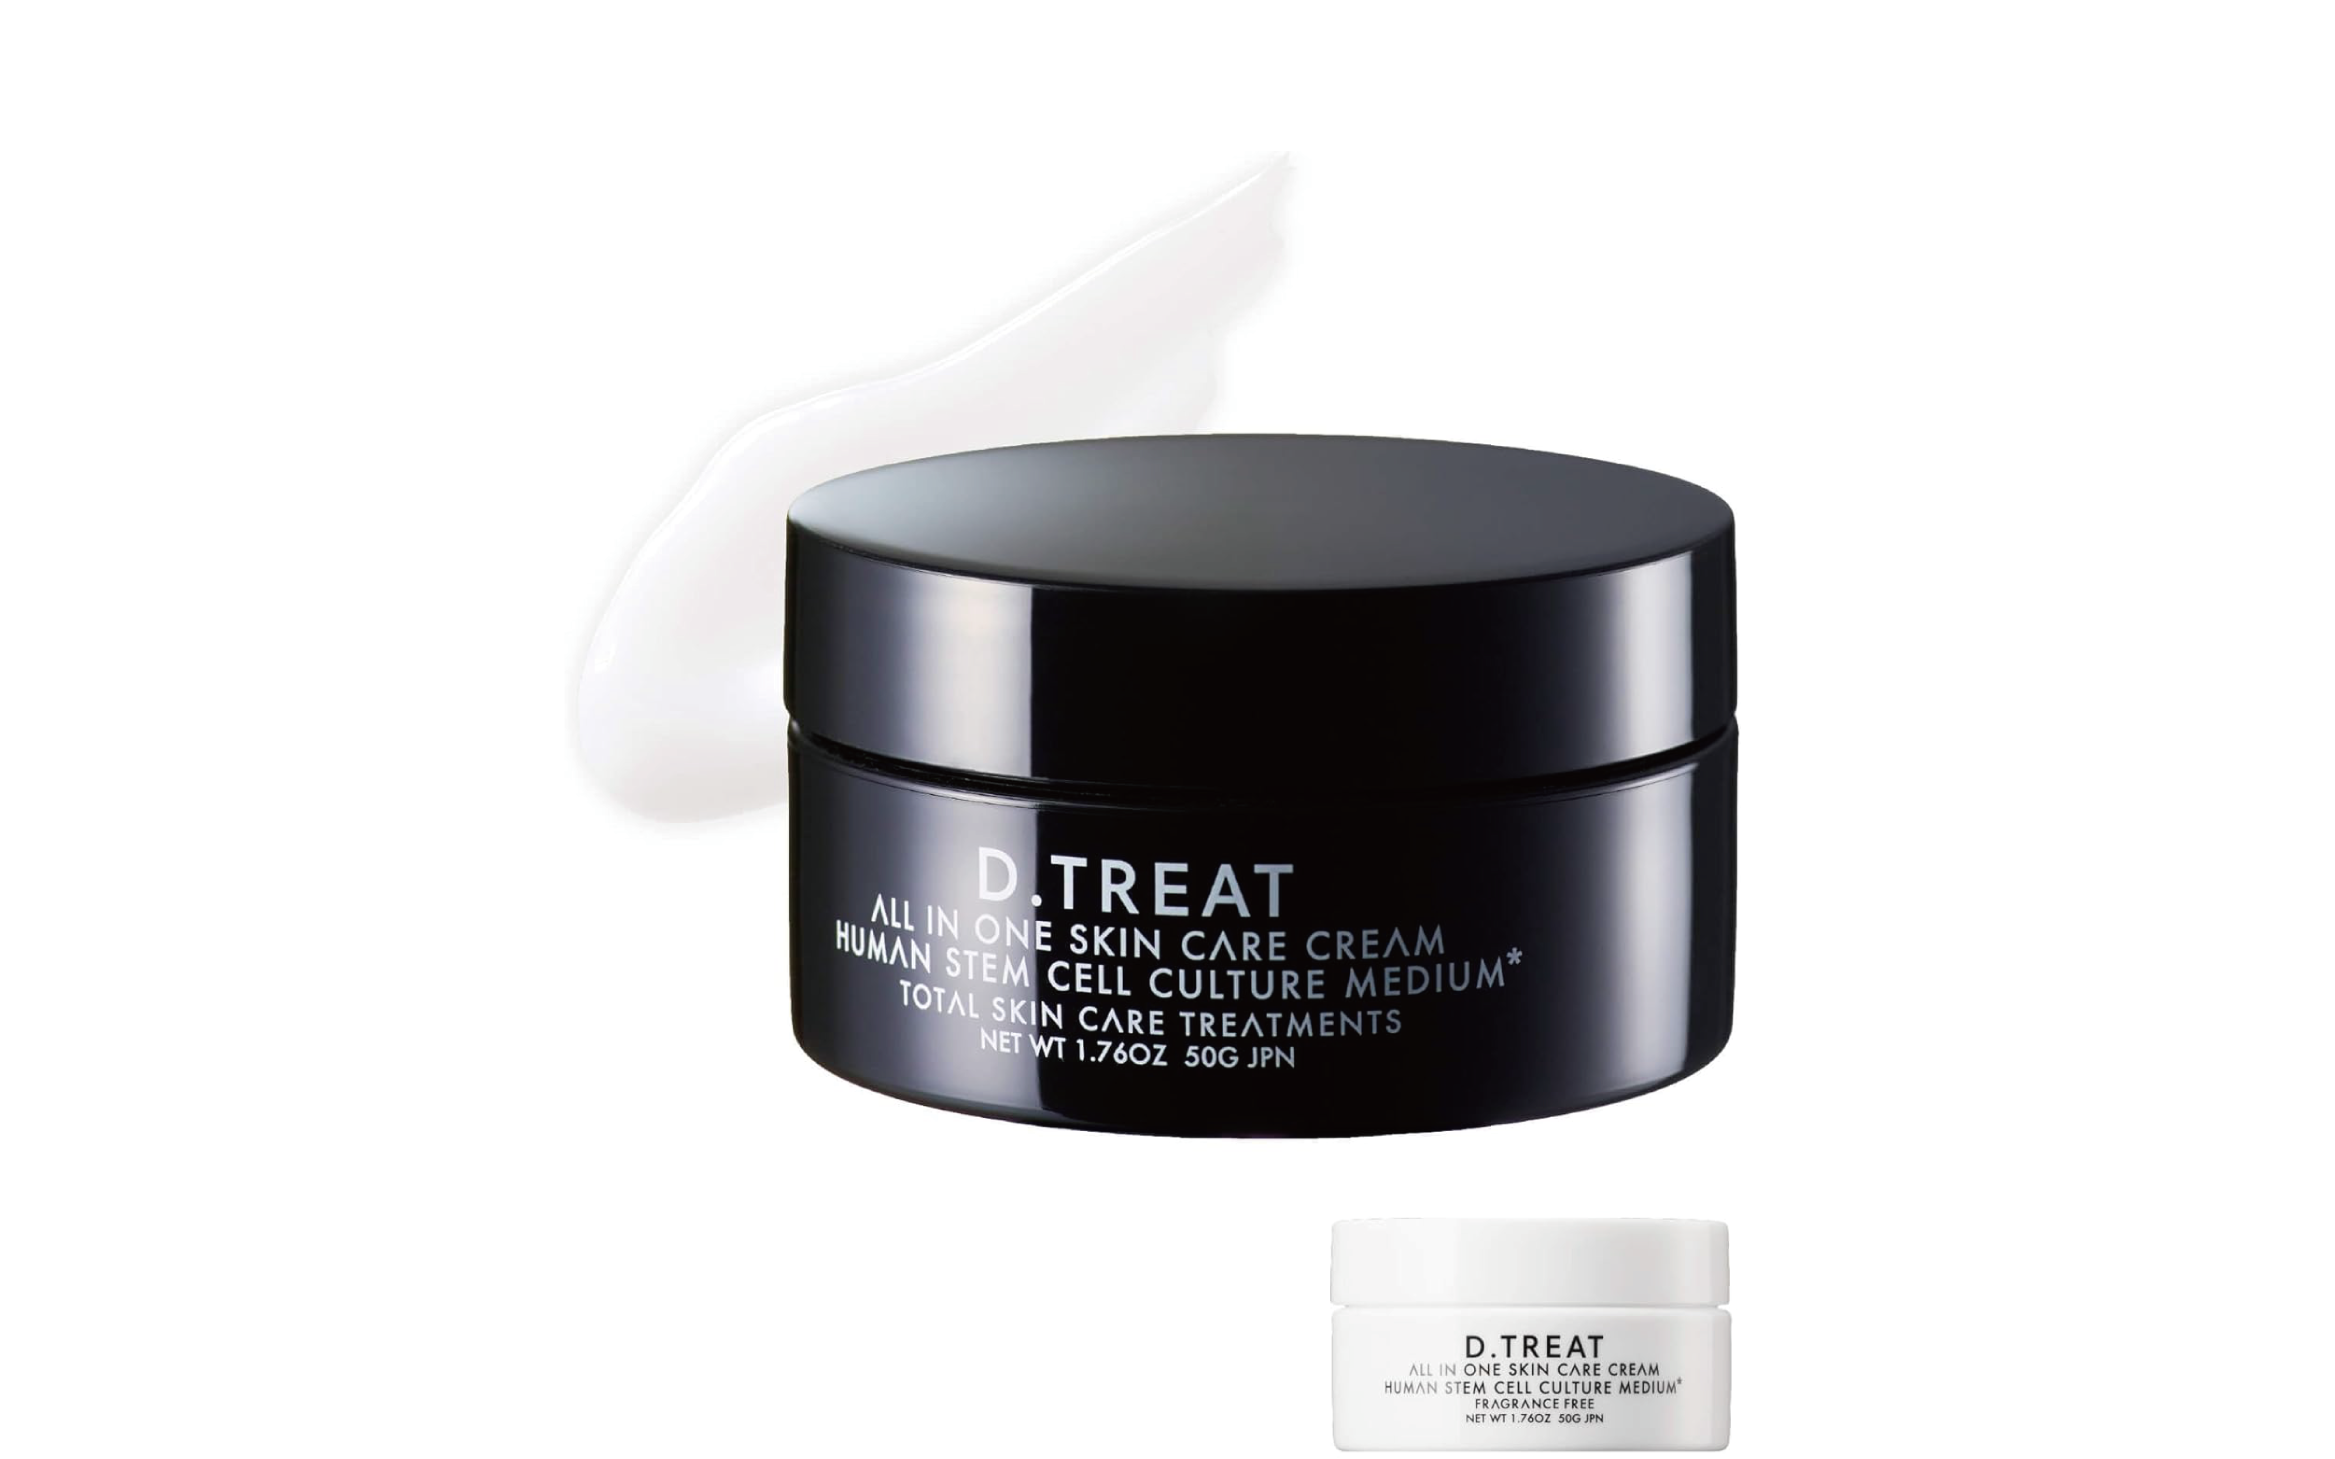 D.TREAT
ALL IN ONE SKIN CARE CREAM
HUMAN STEM CELL CULTURE MEDIUM*
TOTAL SKIN CARE TREATMENTS
NET WT 1.76OZ 50G JPN
D.TREAT
ALL IN ONE SKIN CARE CREAM
HUMAN STEM CELL CULTURE MEDIUM*
FRAGRANCE FREE
NET WT 1.76OZ 50G JPN